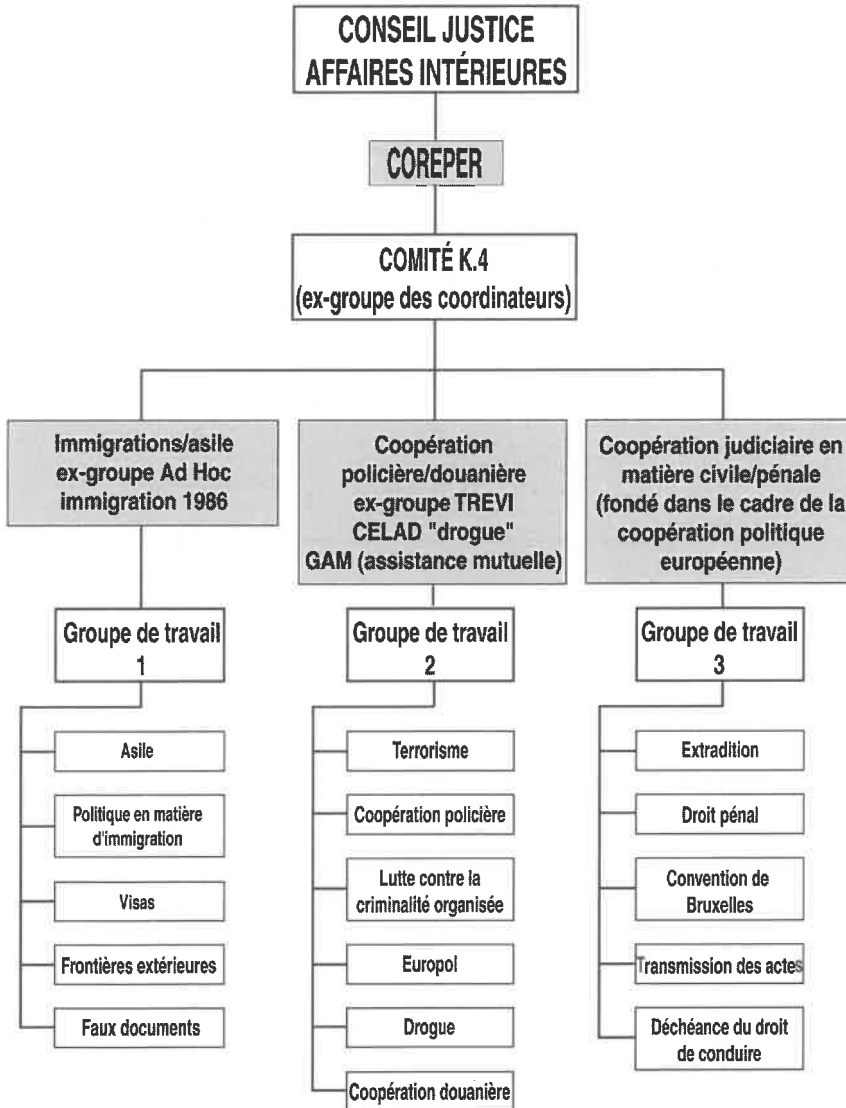 CONSEIL JUSTICE
AFFAIRES INTÉRIEURES
COREPER
COMITÉ K.4
(ex-groupe des coordinateurs)
Immigrations/asile
ex-groupe Ad Hoc
immigration 1986
Coopération
policière/douanière
ex-groupe TREVI
CELAD "drogue"
GAM (assistance mutuelle)
Coopération judiciaire en
matière civile/pénale
(fondé dans le cadre de la
coopération politique
européenne)
Groupe de travail
1
Groupe de travail
2
Groupe de travail
3
Asile
Politique en matière
d'immigration
Visas
Frontières extérieures
Faux documents
Terrorisme
Coopération policière
Lutte contre la
criminalité organisée
Europol
Drogue
Coopération douanière
Extradition
Droit pénal
Convention de
Bruxelles
Transmission des actes
Déchéance du droit
de conduire